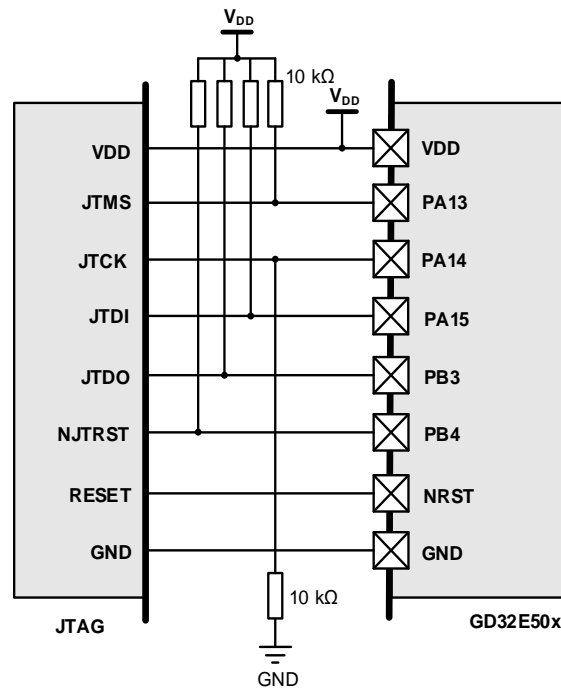 VDD
10 kΩ
VDD
VDD
VDD
JTMS
PA13
JTCK
PA14
JTDI
PA15
JTDO
PB3
NJTRST
PB4
RESET
NRST
GND
GND
10 kΩ
JTAG
GD32E50x
GND